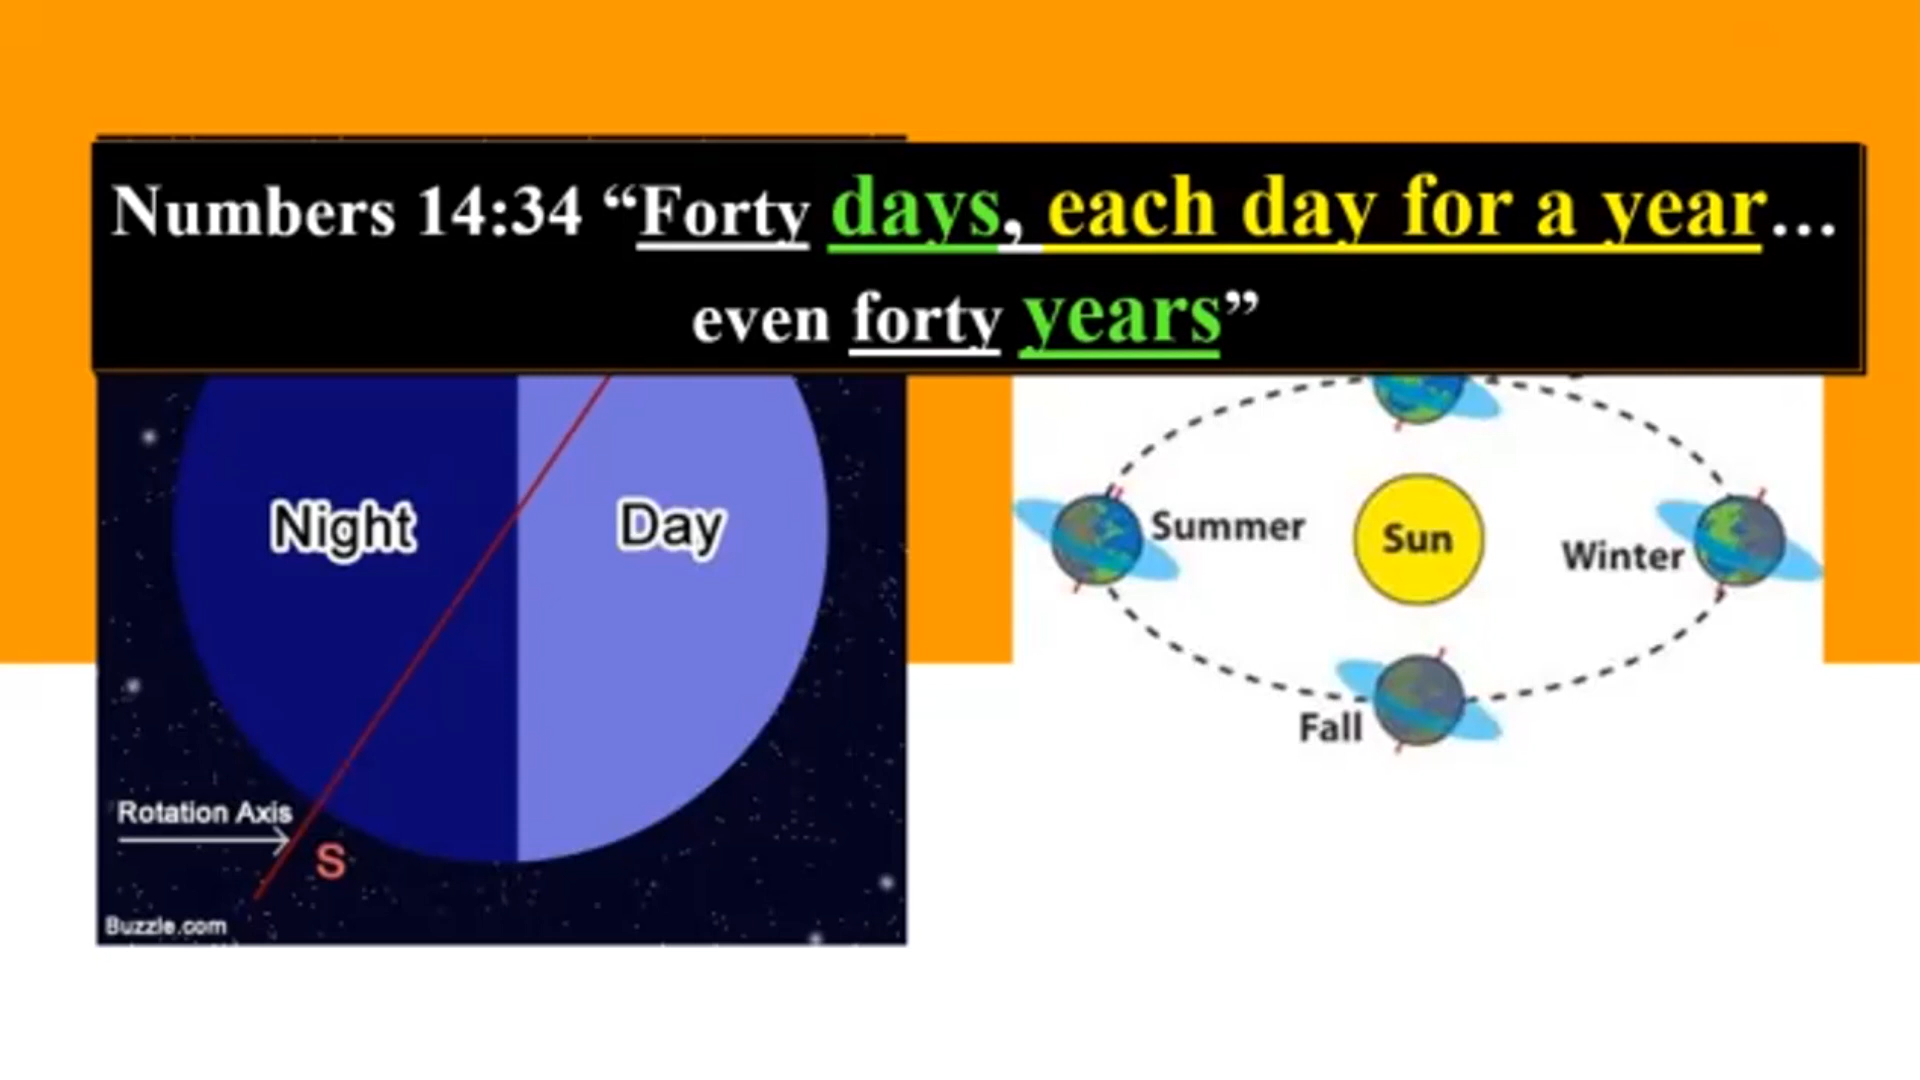 Numbers 14:34 “Forty days, each day for a year…
even forty years”
Night
Day
Rotation Axis
S
Buzzle.com
Summer
Sun
Winter
Fall